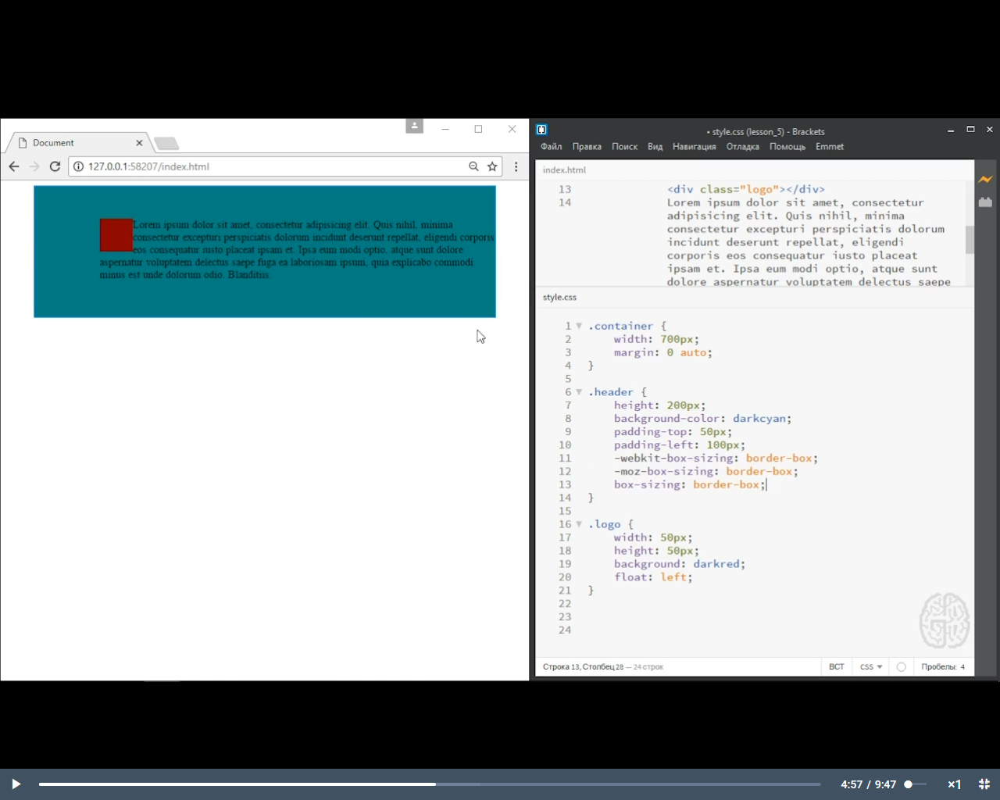 Document
127.0.0.1:58207/index.html
Lorem ipsum dolor sit amet, consectetur adipisicing elit. Quis nihil, minima
consectetur excepturi perspiciatis dolorum incidunt deserunt repellat, eligendi corporis
eos consequatur iusto placeat ipsam et. Ipsa eum modi optio, atque sunt dolore
aspernatur voluptatem delectus saepe fuga ea laboriosam ipsum, quia explicabo commodi
minus est unde dolorum odio. Blanditiis.
• style.css (lesson_5) - Brackets
Файл Правка Поиск Вид Навигация Отладка Помощь Emmet
index.html
13 <div class="logo"></div>
14 Lorem ipsum dolor sit amet, consectetur
adipisicing elit. Quis nihil, minima
consectetur excepturi perspiciatis dolorum
incidunt deserunt repellat, eligendi
corporis eos consequatur iusto placeat
ipsam et. Ipsa eum modi optio, atque sunt
dolore aspernatur voluptatem delectus saepe
style.css
1 .container {
2 width: 700px;
3 margin: 0 auto;
4 }
5
6 .header {
7 height: 200px;
8 background-color: darkcyan;
9 padding-top: 50px;
10 padding-left: 100px;
11 -webkit-box-sizing: border-box;
12 -moz-box-sizing: border-box;
13 box-sizing: border-box;
14 }
15
16 .logo {
17 width: 50px;
18 height: 50px;
19 background: darkred;
20 float: left;
21 }
22
23
24
Строка 13, Столбец 28 — 24 строк
ВСТ CSS Пробелы: 4
4:57 / 9:47 ×1